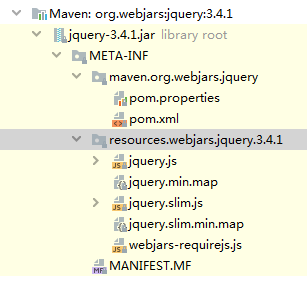 Maven: org.webjars:jquery:3.4.1
jquery-3.4.1.jar library root
META-INF
maven.org.webjars.jquery
pom.properties
pom.xml
resources.webjars.jquery.3.4.1
jquery.js
jquery.min.map
jquery.slim.js
jquery.slim.min.map
webjars-requirejs.js
MANIFEST.MF